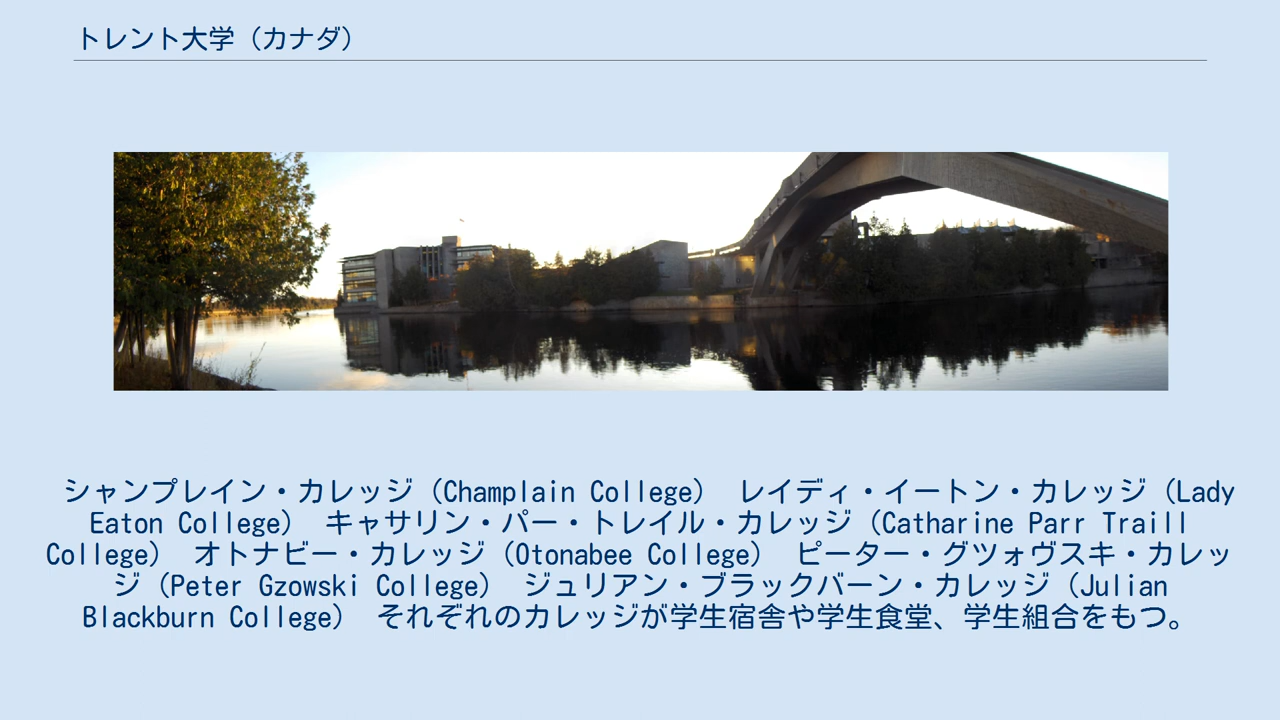 トレント大学（カナダ）
シャンプレイン・カレッジ（Champlain College） レイディ・イートン・カレッジ（Lady
Eaton College） キャサリン・パー・トレイル・カレッジ（Catharine Parr Traill
College） オトナビー・カレッジ（Otonabee College） ピーター・グツォヴスキ・カレッ
ジ（Peter Gzowski College） ジュリアン・ブラックバーン・カレッジ（Julian
Blackburn College） それぞれのカレッジが学生宿舎や学生食堂、学生組合をもつ。